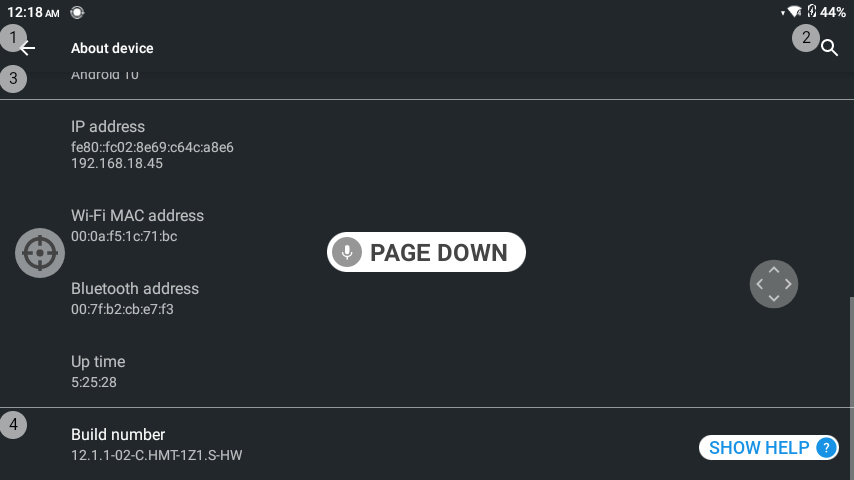 12:18 AM
44%
1
About device
2
3
Android 10
IP address
fe80::fc02:8e69:c64c:a8e6
192.168.18.45
Wi-Fi MAC address
00:0a:f5:1c:71:bc
PAGE DOWN
Bluetooth address
00:7f:b2:cb:e7:f3
Up time
5:25:28
4
Build number
12.1.1-02-C.HMT-1Z1.S-HW
SHOW HELP ?